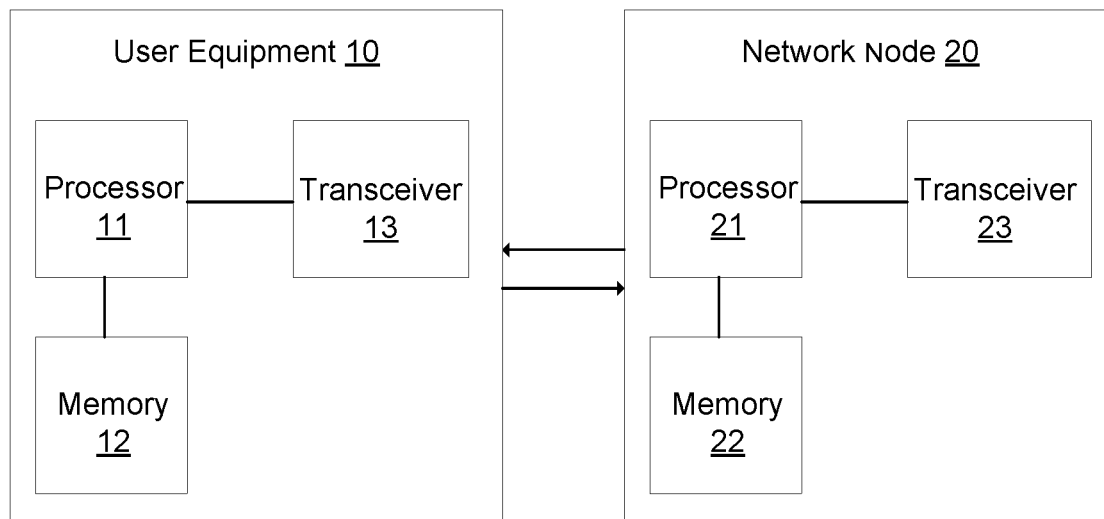 User Equipment 10
Processor
11
Transceiver
13
Memory
12
Network Node 20
Processor
21
Transceiver
23
Memory
22